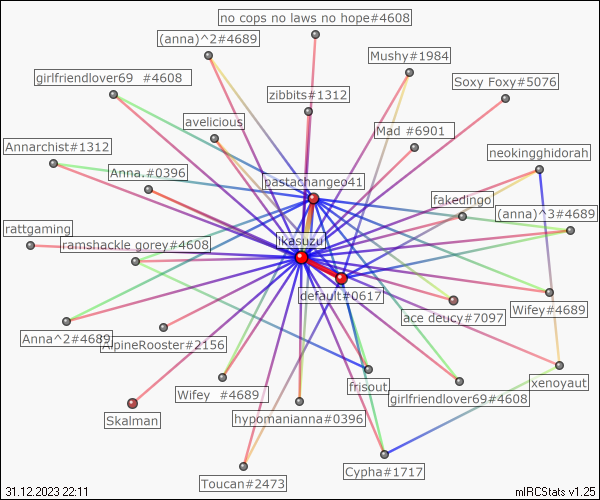 no cops no laws no hope#4608
(anna)^2#4689
Mushy#1984
girlfriendlover69 #4608
Soxy Foxy#5076
zibbits#1312
avelicious
Mad #6901
Annarchist#1312
neokingghidorah
Anna.#0396
pastachangeo41
fakedingo
(anna)^3#4689
rattgaming
ramshackle gorey#4608
ikasuzu
default#0617
Wifey#4689
ace deucy#7097
Anna^2#4689
AlpineRooster#2156
xenoyaut
Wifey #4689
frisout
girlfriendlover69#4608
Skalman
hypomanianna#0396
Toucan#2473
Cypha#1717
31.12.2023 22:11
mIRCStats v1.25